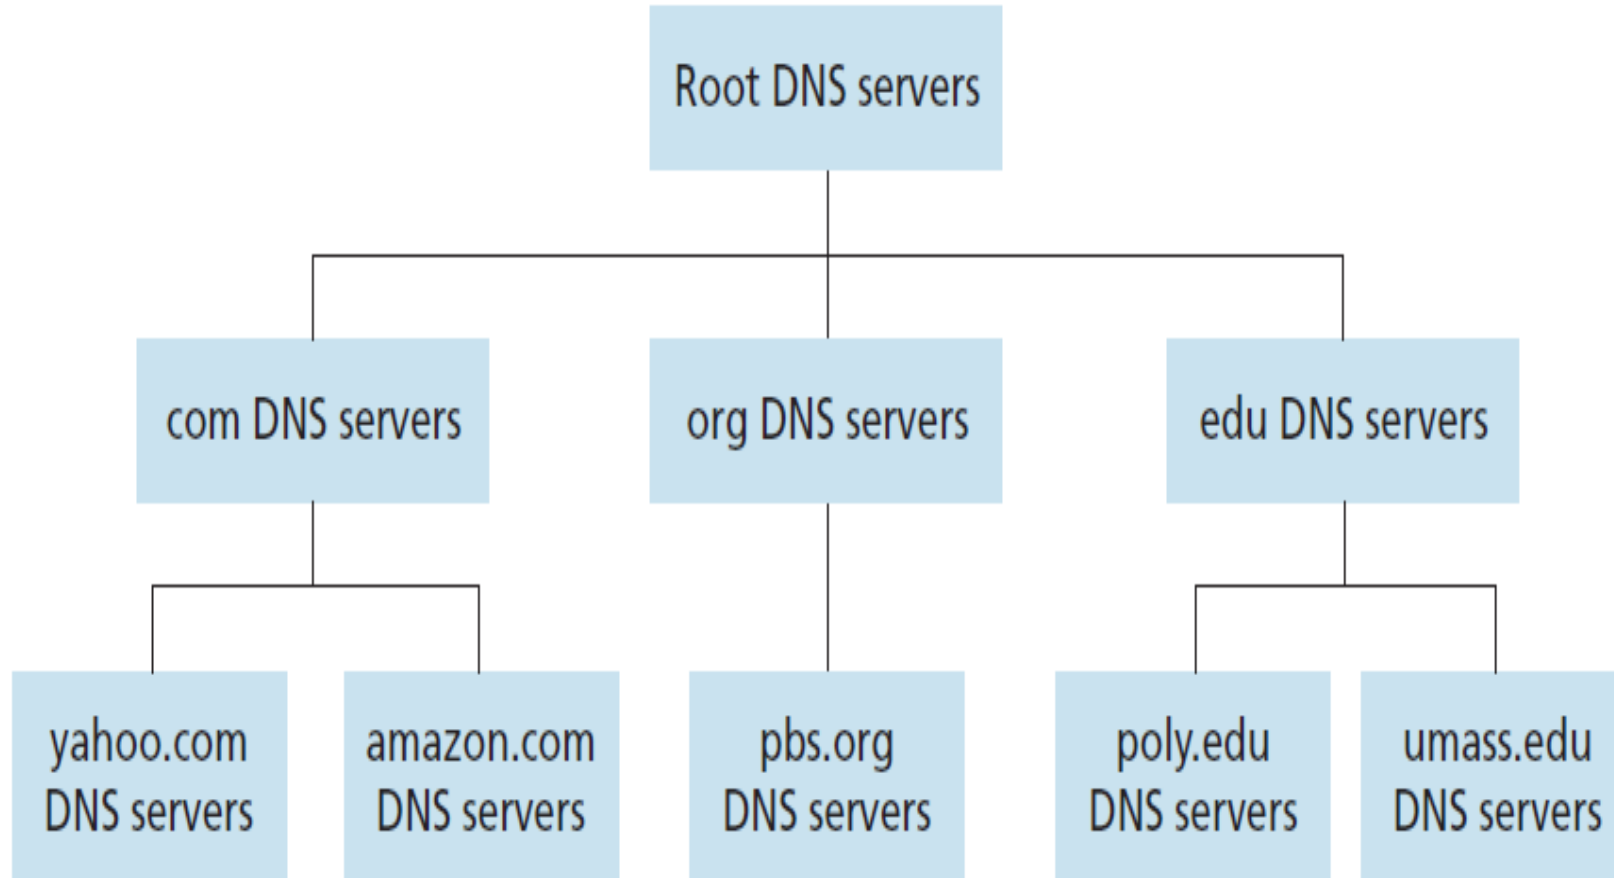 Root DNS servers
com DNS servers
org DNS servers
edu DNS servers
yahoo.com
DNS servers
amazon.com
DNS servers
pbs.org
DNS servers
poly.edu
DNS servers
umass.edu
DNS servers